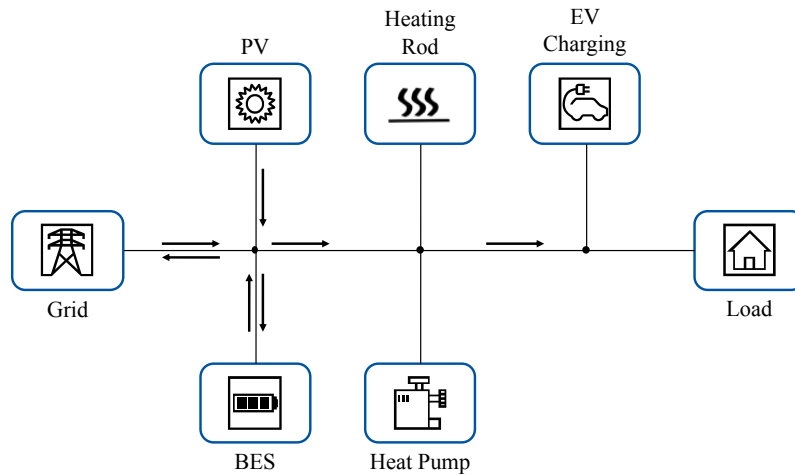 PV
Heating
Rod
EV
Charging
Grid
Load
BES
Heat Pump